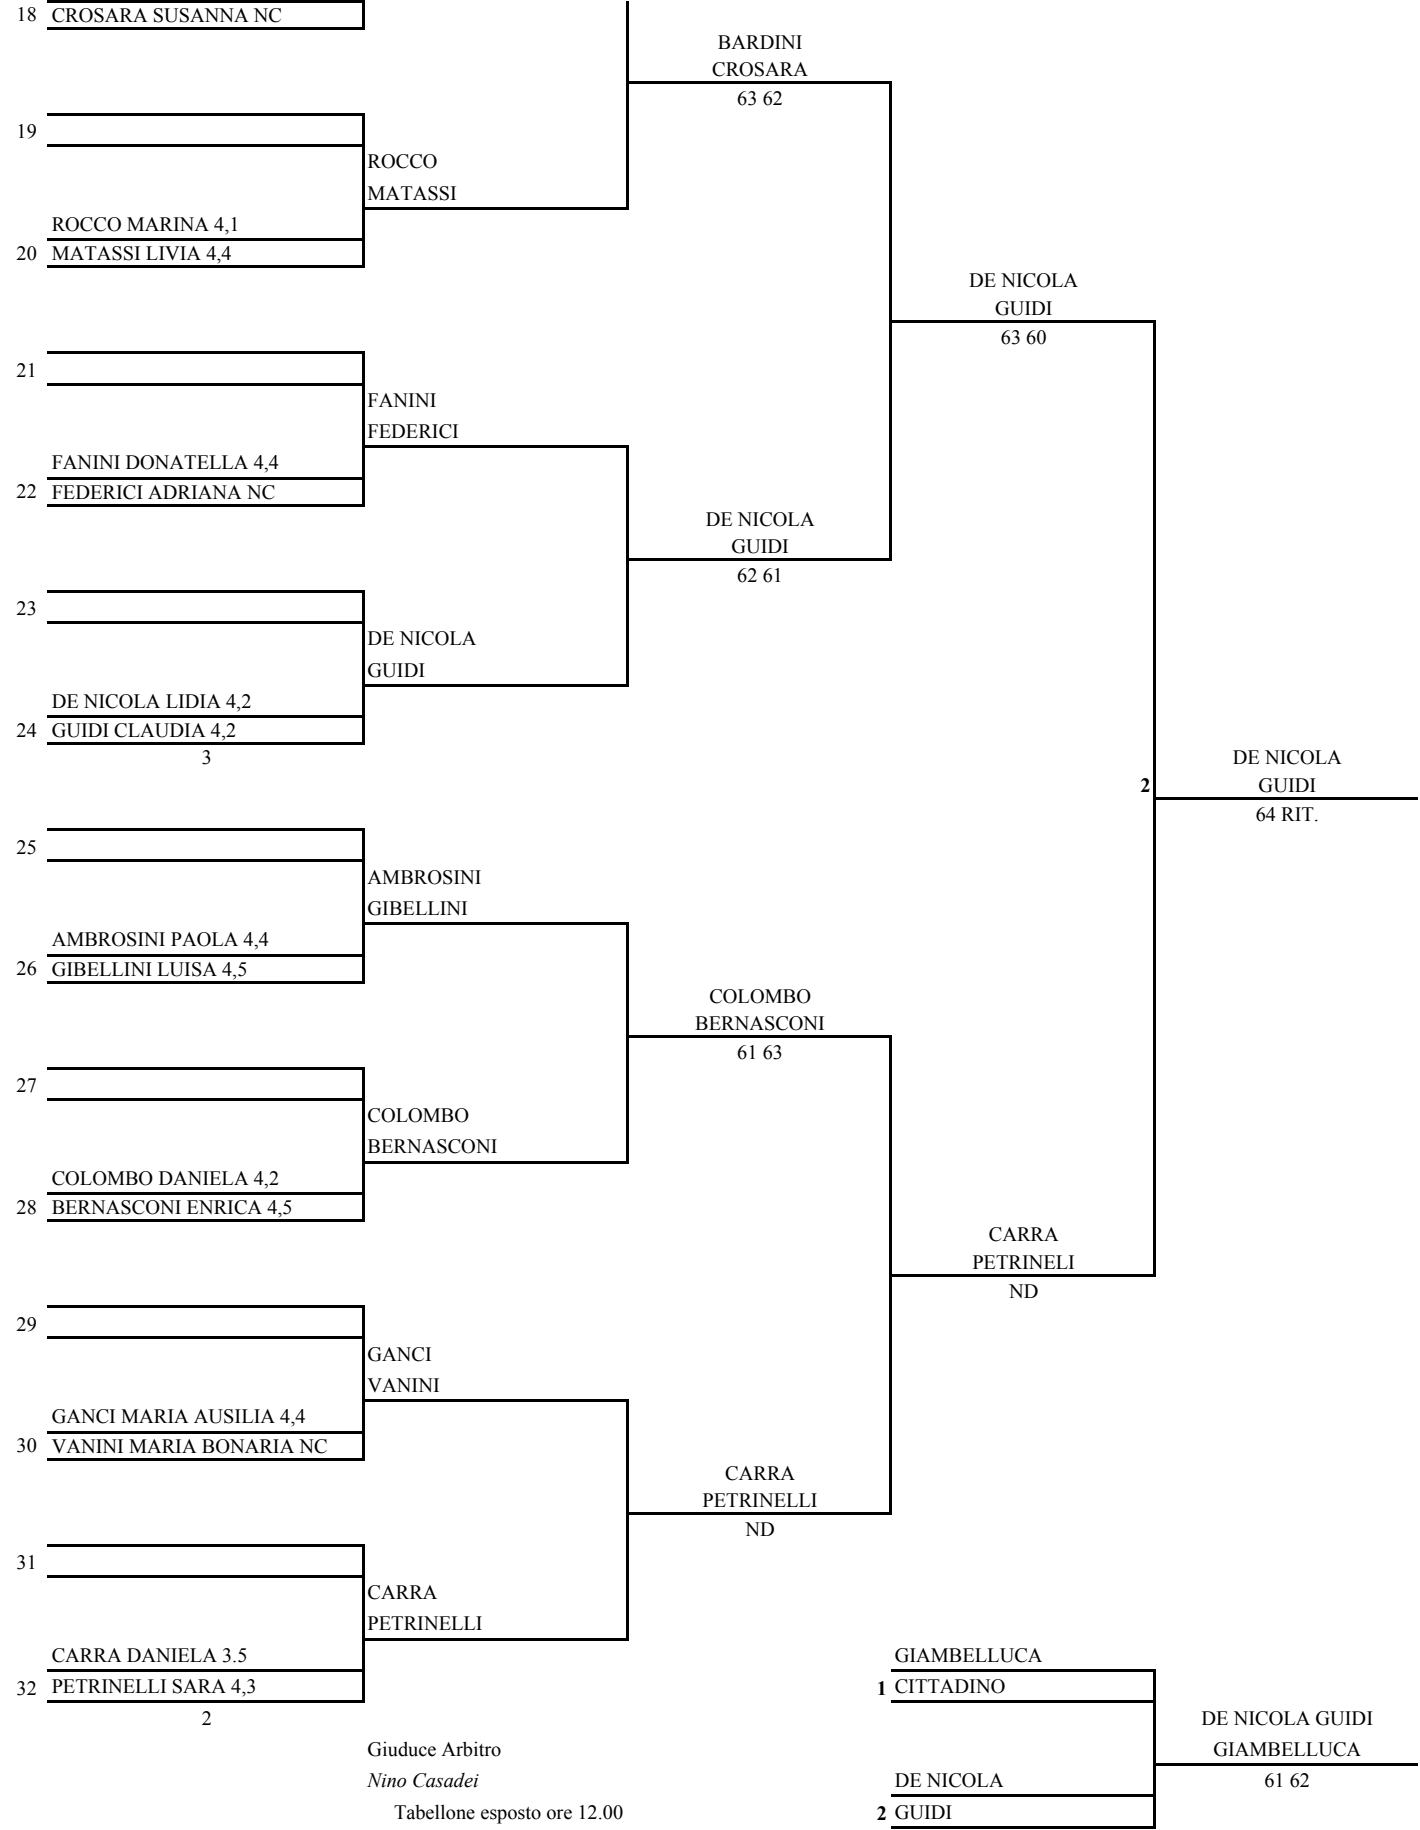 18 CROSARA SUSANNA NC
BARDINI
CROSARA
63 62
19
ROCCO
MATASSI
ROCCO MARINA 4,1
20 MATASSI LIVIA 4,4
DE NICOLA
GUIDI
63 60
21
FANINI
FEDERICI
FANINI DONATELLA 4,4
22 FEDERICI ADRIANA NC
DE NICOLA
GUIDI
62 61
23
DE NICOLA
GUIDI
DE NICOLA LIDIA 4,2
24 GUIDI CLAUDIA 4,2
3
DE NICOLA
2 GUIDI
64 RIT.
25
AMBROSINI
GIBELLINI
AMBROSINI PAOLA 4,4
26 GIBELLINI LUISA 4,5
COLOMBO
BERNASCONI
61 63
27
COLOMBO
BERNASCONI
COLOMBO DANIELA 4,2
28 BERNASCONI ENRICA 4,5
CARRA
PETRINELI
ND
29
GANCI
VANINI
GANCI MARIA AUSILIA 4,4
30 VANINI MARIA BONARIA NC
CARRA
PETRINELLI
ND
31
CARRA
PETRINELLI
CARRA DANIELA 3.5
32 PETRINELLI SARA 4,3
2
GIAMBELLUCA
1 CITTADINO
DE NICOLA GUIDI
GIAMBELLUCA
61 62
DE NICOLA
2 GUIDI
Giuduce Arbitro
Nino Casadei
Tabellone esposto ore 12.00